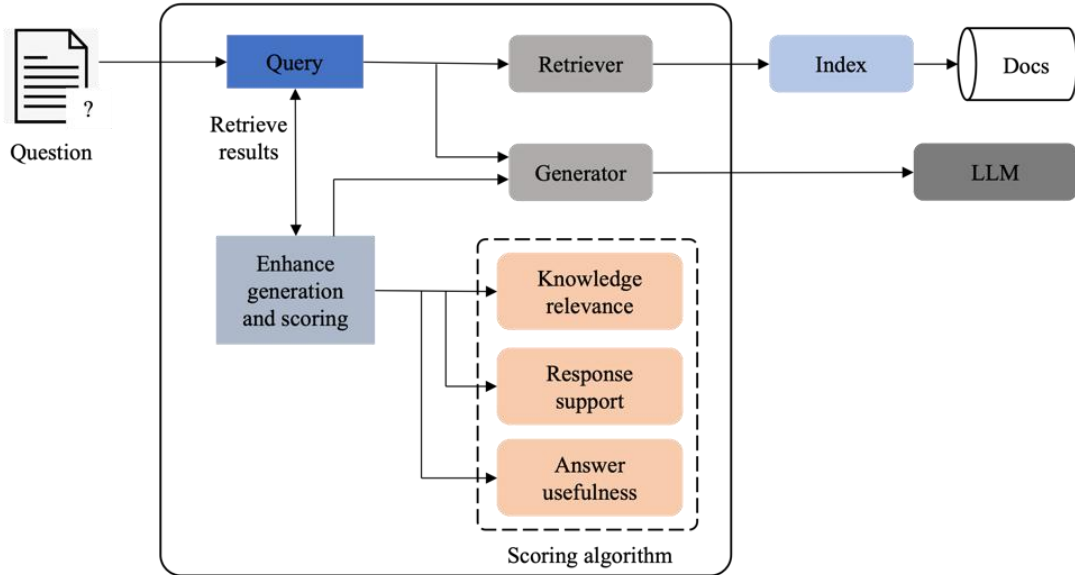 ?
Question
Query
Retriever
Index
Docs
Retrieve
results
Generator
LLM
Enhance
generation
and scoring
Knowledge
relevance
Response
support
Answer
usefulness
Scoring algorithm